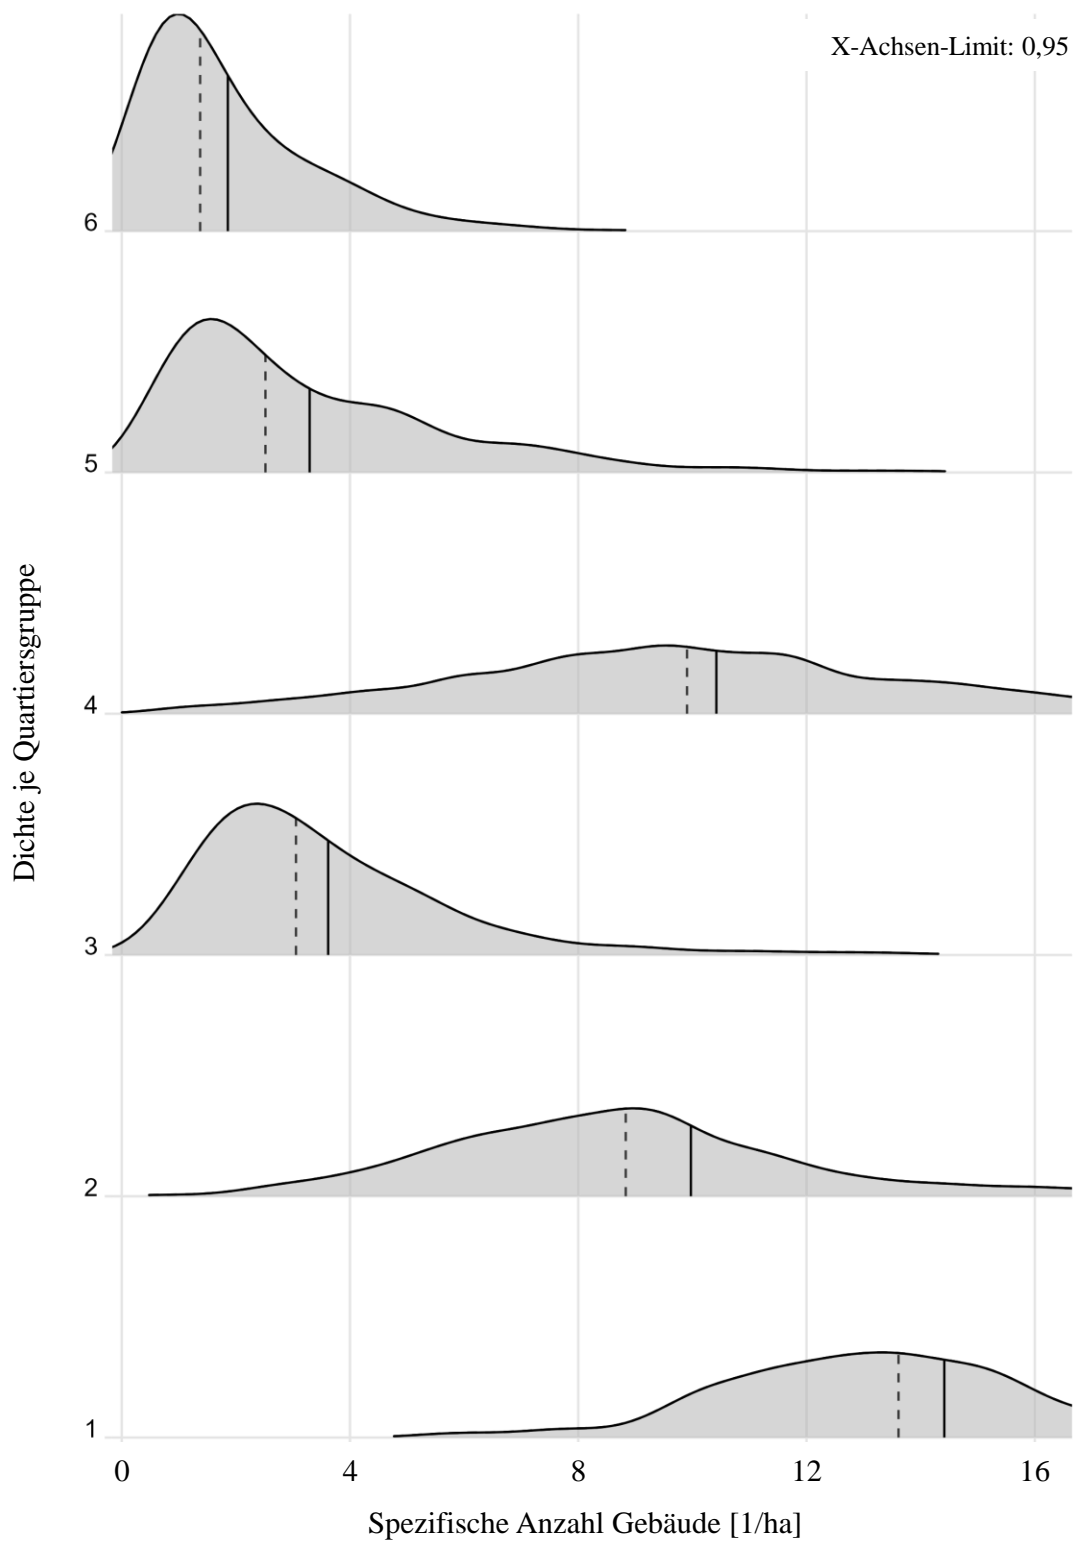 X-Achsen-Limit: 0,95
Dichte je Quartiersgruppe
6
5
4
3
2
1
0 4 8 12 16
Spezifische Anzahl Gebäude [1/ha]